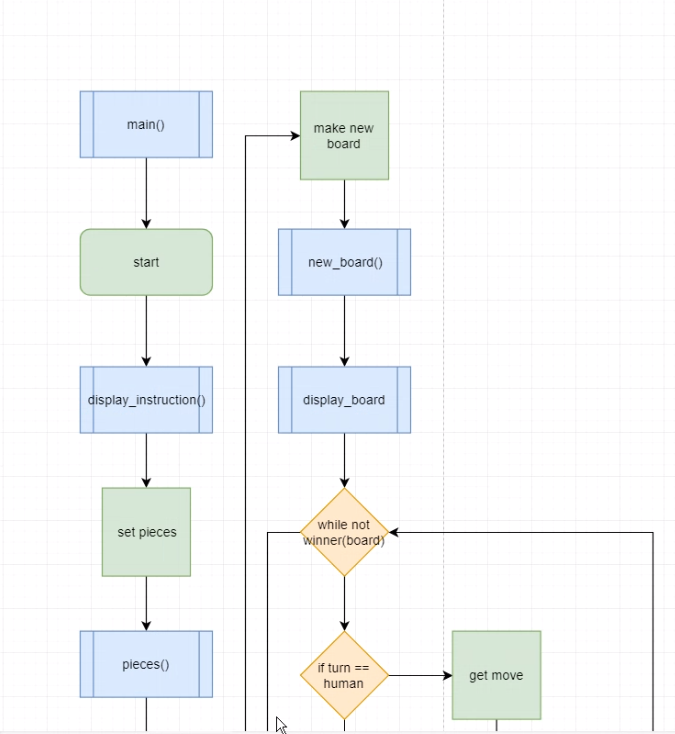 main()
start
display_instruction()
set pieces
pieces()
make new
board
new_board()
display_board
while not
winner(board)
if turn ==
human
get move